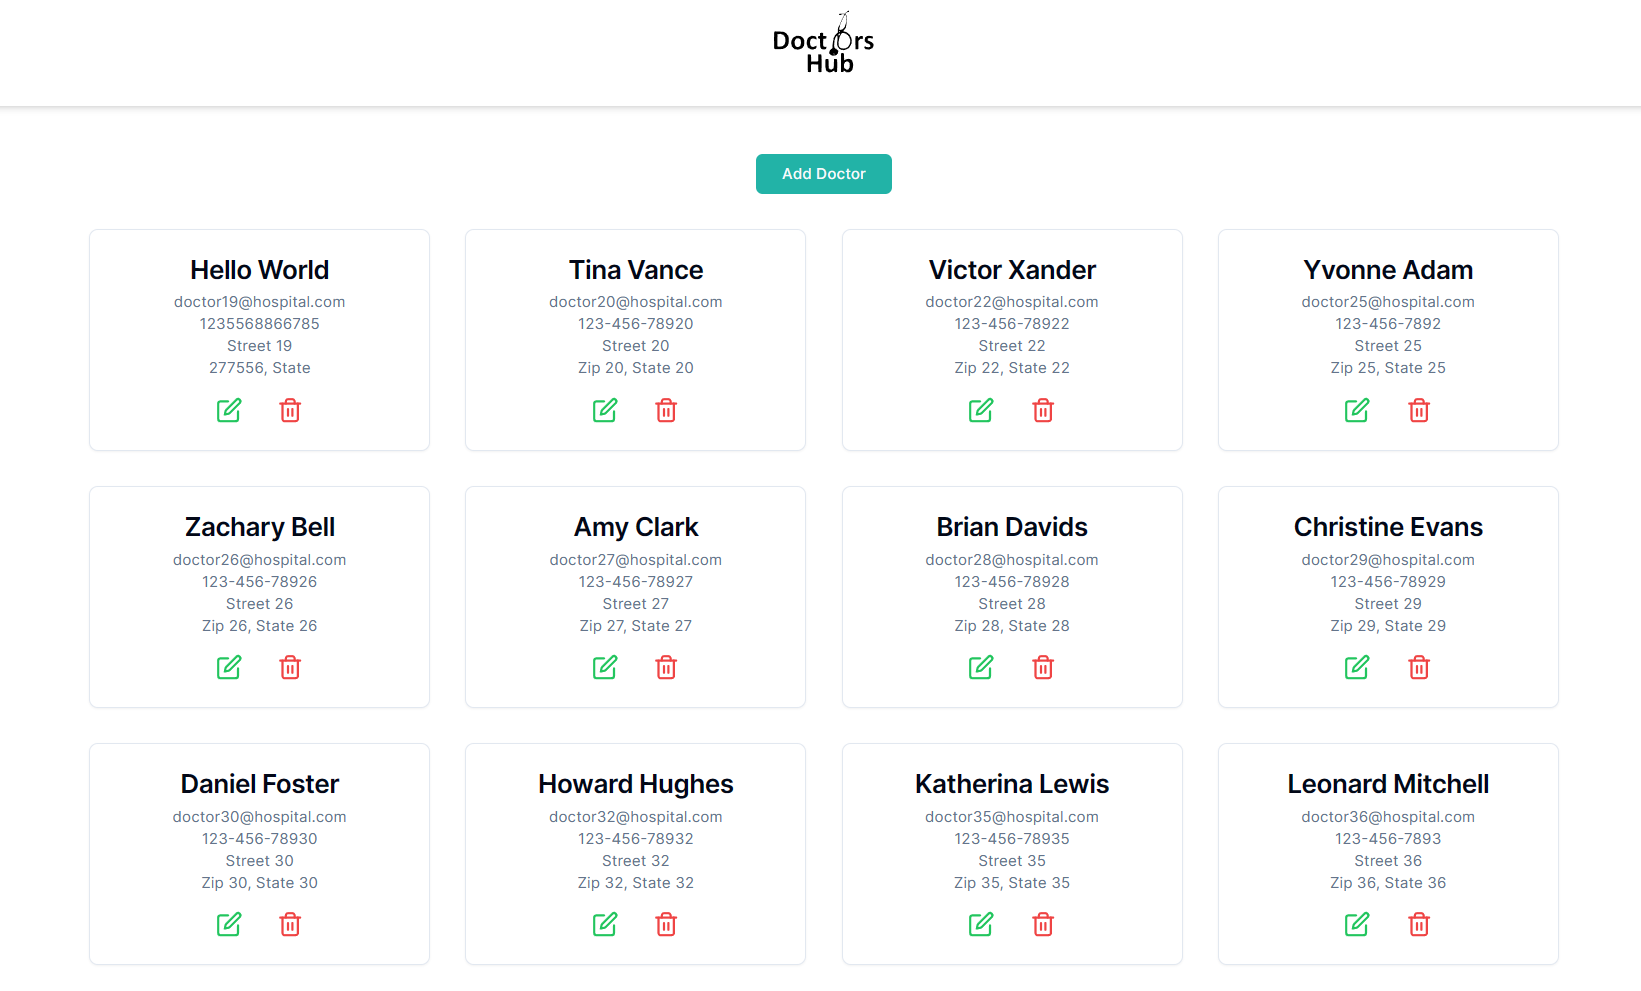 Doctors
Hub
Add Doctor
Hello World
doctor19@hospital.com
1235568866785
Street 19
277556, State
Tina Vance
doctor20@hospital.com
123-456-78920
Street 20
Zip 20, State 20
Victor Xander
doctor22@hospital.com
123-456-78922
Street 22
Zip 22, State 22
Yvonne Adam
doctor25@hospital.com
123-456-7892
Street 25
Zip 25, State 25
Zachary Bell
doctor26@hospital.com
123-456-78926
Street 26
Zip 26, State 26
Amy Clark
doctor27@hospital.com
123-456-78927
Street 27
Zip 27, State 27
Brian Davids
doctor28@hospital.com
123-456-78928
Street 28
Zip 28, State 28
Christine Evans
doctor29@hospital.com
123-456-78929
Street 29
Zip 29, State 29
Daniel Foster
doctor30@hospital.com
123-456-78930
Street 30
Zip 30, State 30
Howard Hughes
doctor32@hospital.com
123-456-78932
Street 32
Zip 32, State 32
Katherina Lewis
doctor35@hospital.com
123-456-78935
Street 35
Zip 35, State 35
Leonard Mitchell
doctor36@hospital.com
123-456-7893
Street 36
Zip 36, State 36